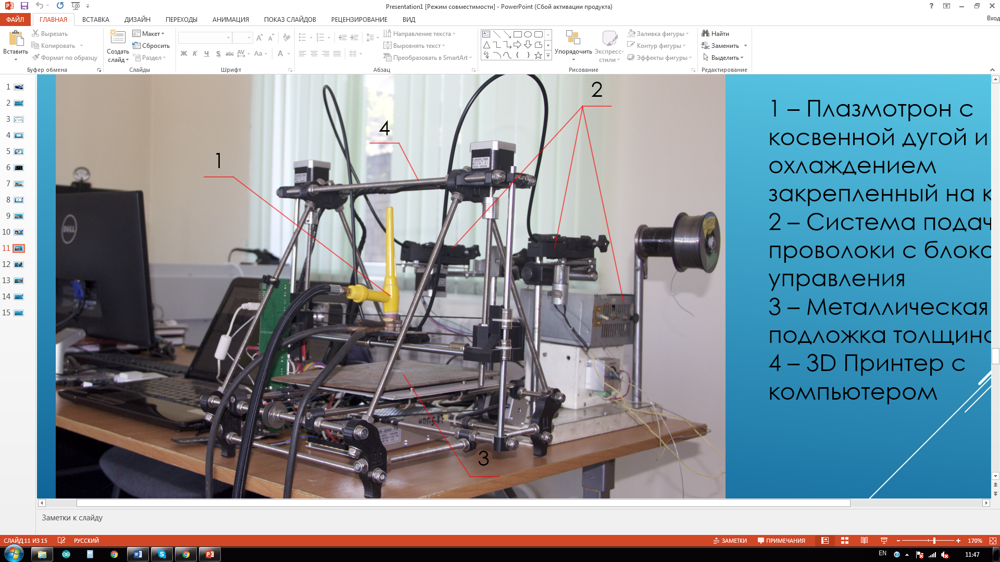 Presentation1 [Режим совместимости] - PowerPoint (Сбой активации продукта)
ФАЙЛ ГЛАВНАЯ ВСТАВКА ДИЗАЙН ПЕРЕХОДЫ АНИМАЦИЯ ПОКАЗ СЛАЙДОВ РЕЦЕНЗИРОВАНИЕ ВИД Вход
Вставить
Вырезать
Копировать
Формат по образцу
Буфер обмена
Создать слайд
Макет
Сбросить
Раздел
Слайды
Ж К Ч S abc AV Aa A
Шрифт
Направление текста
Выровнять текст
Преобразовать в SmartArt
Абзац
Упорядочить
Экспресс-стили
Заливка фигуры
Контур фигуры
Эффекты фигуры
Рисование
Найти
Заменить
Выделить
Редактирование
1
2
3
4
5
6
7
8
9
10
11
12
13
14
15
2
4
1
3
DELL
1 – Плазмотрон с
косвенной дугой и
охлаждением
закрепленный на к
2 – Система подач
проволоки с блоко
управления
3 – Металлическая
подложка толщино
4 – 3D Принтер с
компьютером
Заметки к слайду
СЛАЙД 11 ИЗ 15 РУССКИЙ ЗАМЕТКИ ПРИМЕЧАНИЯ 170%
EN 11:47